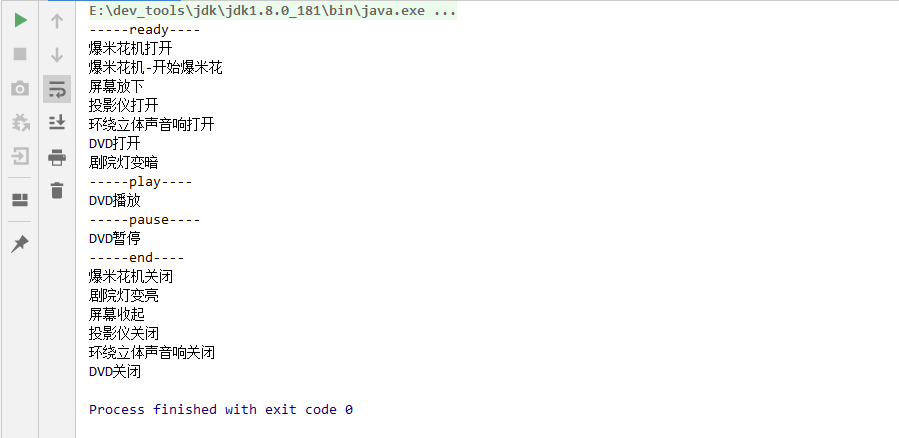 E:\dev_tools\jdk\jdk1.8.0_181\bin\java.exe ...
-----ready----
爆米花机打开
爆米花机-开始爆米花
屏幕放下
投影仪打开
环绕立体声音响打开
DVD打开
剧院灯变暗
-----play----
DVD播放
-----pause----
DVD暂停
-----end----
爆米花机关闭
剧院灯变亮
屏幕收起
投影仪关闭
环绕立体声音响关闭
DVD关闭
Process finished with exit code 0